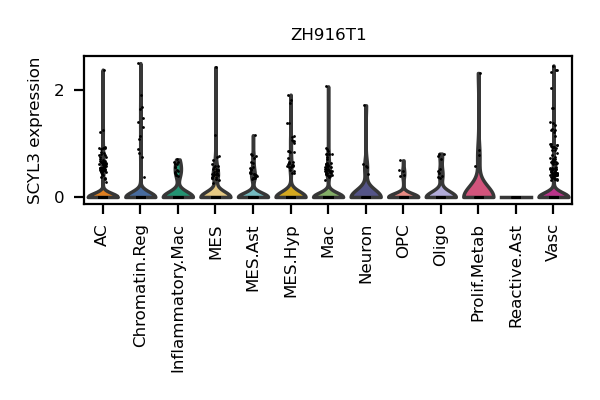 ZH916T1
SCYL3 expression
2
0
AC
Chromatin.Reg
Inflammatory.Mac
MES
MES.Ast
MES.Hyp
Mac
Neuron
OPC
Oligo
Prolif.Metab
Reactive.Ast
Vasc